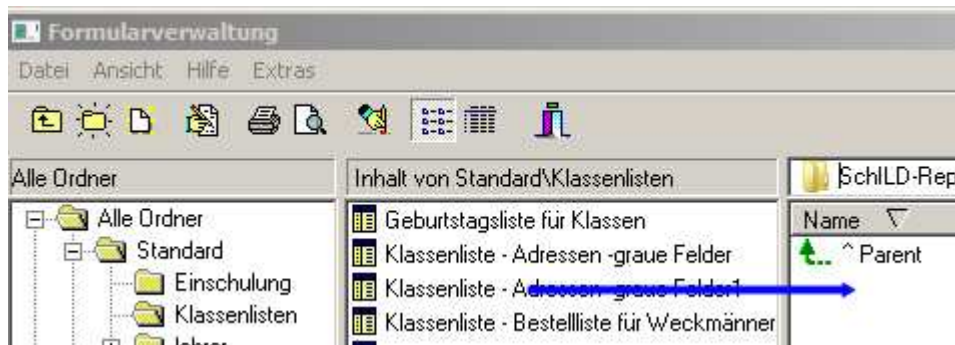 Formularverwaltung
Datei Ansicht Hilfe Extras
Alle Ordner
Inhalt von Standard\Klassenlisten
SchILD-Rep
Alle Ordner
Standard
Einschulung
Klassenlisten
Geburtstagsliste für Klassen
Klassenliste - Adressen -graue Felder
Klassenliste - Adressen -graue Felder1
Klassenliste - Bestellliste für Weckmänner
Name
^ Parent